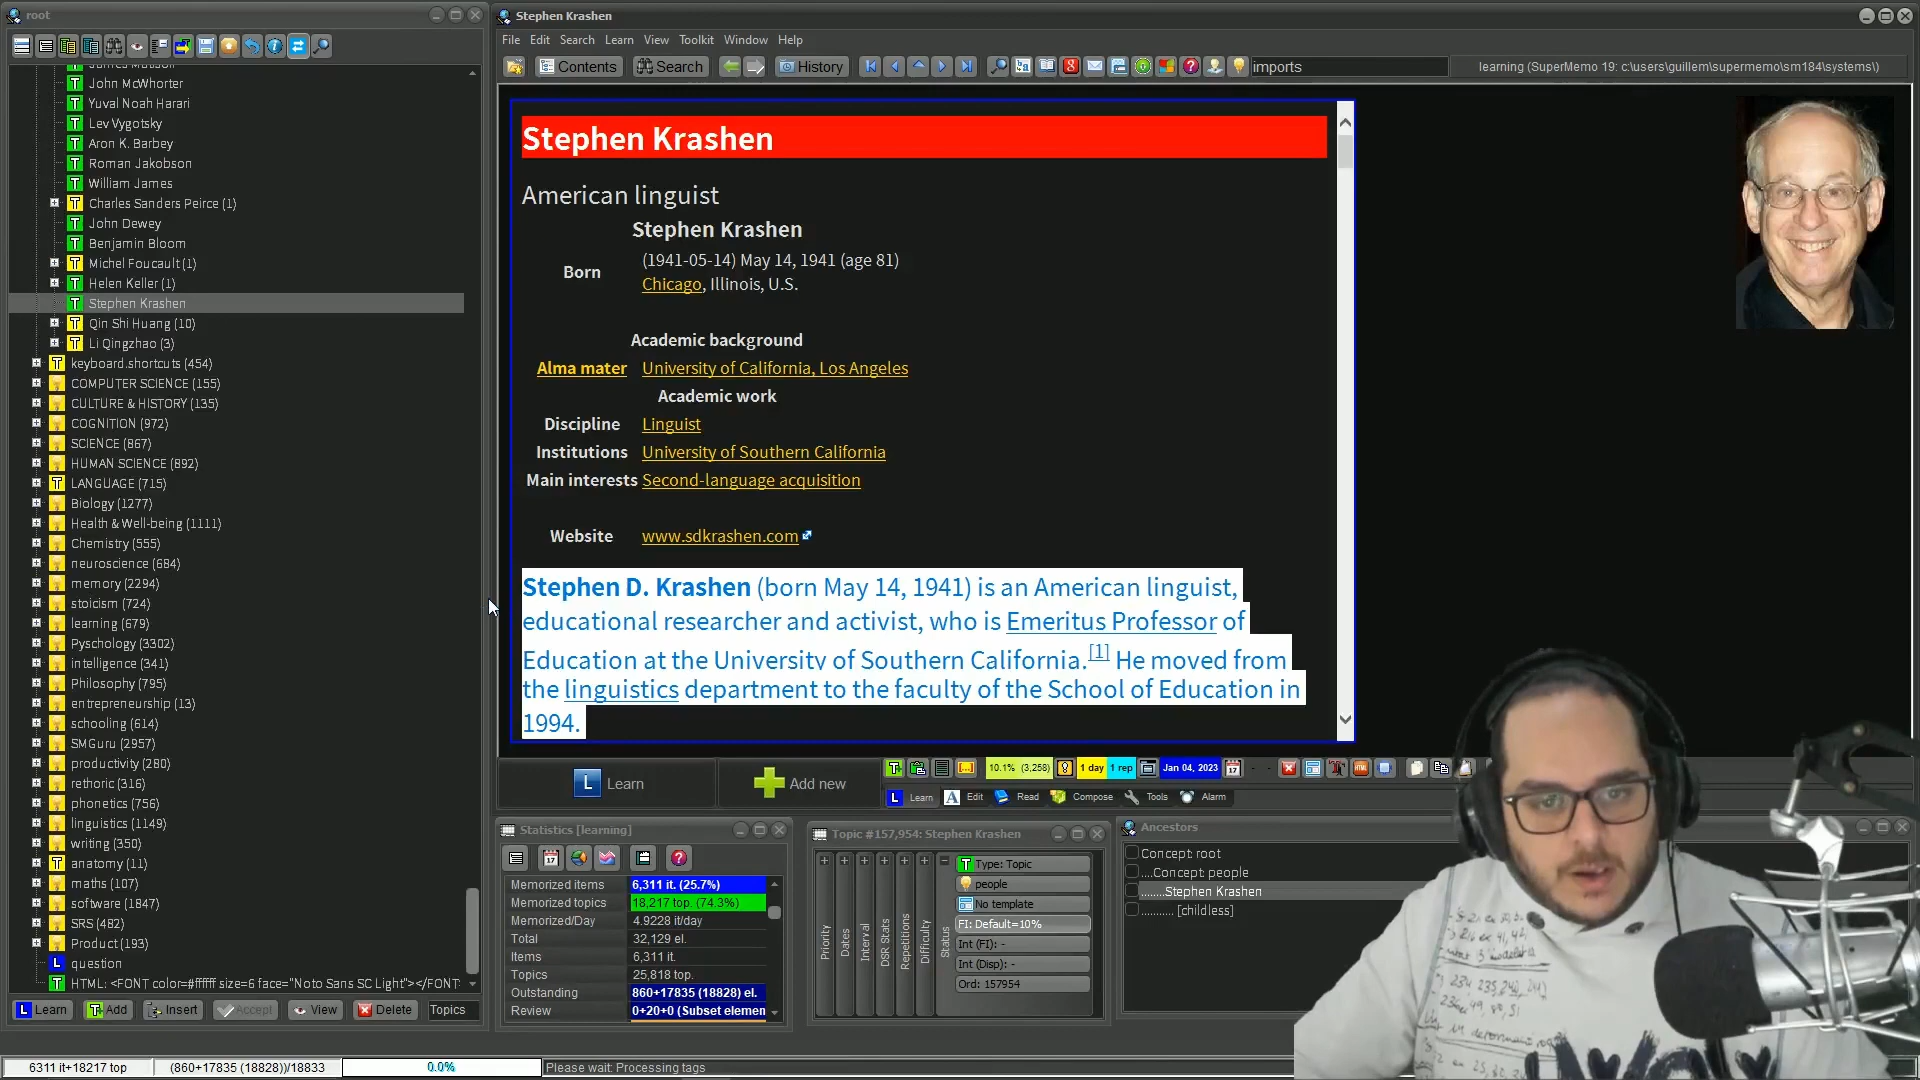 root
James Mattson
John McWhorter
Yuval Noah Harari
Lev Vygotsky
Aron K. Barbey
Roman Jakobson
William James
Charles Sanders Peirce (1)
John Dewey
Benjamin Bloom
Michel Foucault (1)
Helen Keller (1)
Stephen Krashen
Qin Shi Huang (10)
Li Qingzhao (3)
keyboard.shortcuts (454)
COMPUTER SCIENCE (155)
CULTURE & HISTORY (135)
COGNITION (972)
SCIENCE (867)
HUMAN SCIENCE (892)
LANGUAGE (715)
Biology (1277)
Health & Well-being (1111)
Chemistry (555)
neuroscience (684)
memory (2294)
stoicism (724)
learning (679)
Pyschology (3302)
intelligence (341)
Philosophy (795)
entrepreneurship (13)
schooling (614)
SMGuru (2957)
productivity (280)
rethoric (316)
phonetics (756)
linguistics (1149)
writing (350)
anatomy (11)
maths (107)
software (1847)
SRS (482)
Product (193)
question
HTML: <FONT color=#ffffff size=6 face="Noto Sans SC Light"></FONT
Learn Add Insert Accept View Delete Topics
6311 it+18217 top (860+17835 (18828))/18833 0.0% Please wait: Processing tags
Stephen Krashen
File Edit Search Learn View Toolkit Window Help
Contents Search History imports learning (SuperMemo 19: c:\users\guillem\supermemo\sm184\systems\)
Stephen Krashen
American linguist
Stephen Krashen
Born (1941-05-14) May 14, 1941 (age 81)
Chicago, Illinois, U.S.
Academic background
Alma mater University of California, Los Angeles
Academic work
Discipline Linguist
Institutions University of Southern California
Main interests Second-language acquisition
Website www.sdkrashen.com
Stephen D. Krashen (born May 14, 1941) is an American linguist,
educational researcher and activist, who is Emeritus Professor of
Education at the University of Southern California.[1] He moved from
the linguistics department to the faculty of the School of Education in
1994.
L Learn Add new
10.1% (3,258) 1 day 1 rep Jan 04, 2023
Learn Edit Read Compose Tools Alarm
Statistics [learning]
Memorized items 6,311 it. (25.7%)
Memorized topics 18,217 top. (74.3%)
Memorized/Day 4.9228 it/day
Total 32,129 el.
Items 6,311 it.
Topics 25,818 top.
Outstanding 860+17835 (18828) el.
Review 0+20+0 (Subset elemen
Topic #157,954: Stephen Krashen
Priority
Dates
Interval
DSR Stats
Repetitions
Difficulty
Status
Type: Topic
people
No template
FI: Default=10%
Int (FI): -
Int (Disp): -
Ord: 157954
Ancestors
Concept: root
....Concept: people
........Stephen Krashen
........... [childless]